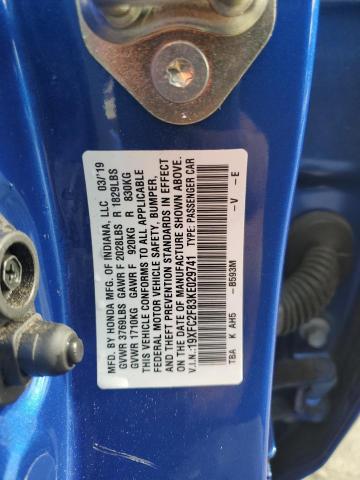 MFD. BY HONDA MFG. OF INDIANA, LLC 03/19
GVWR 3769LBS GAWR F 2028LBS R 1829LBS
GVWR 1710KG GAWR F 920KG R 830KG
THIS VEHICLE CONFORMS TO ALL APPLICABLE
FEDERAL MOTOR VEHICLE SAFETY, BUMPER,
AND THEFT PREVENTION STANDARDS IN EFFECT
ON THE DATE OF MANUFACTURE SHOWN ABOVE.
V.I.N.:19XFC2F83KE029741 TYPE: PASSENGER CAR
TBA K AH5 -B593M -V -E